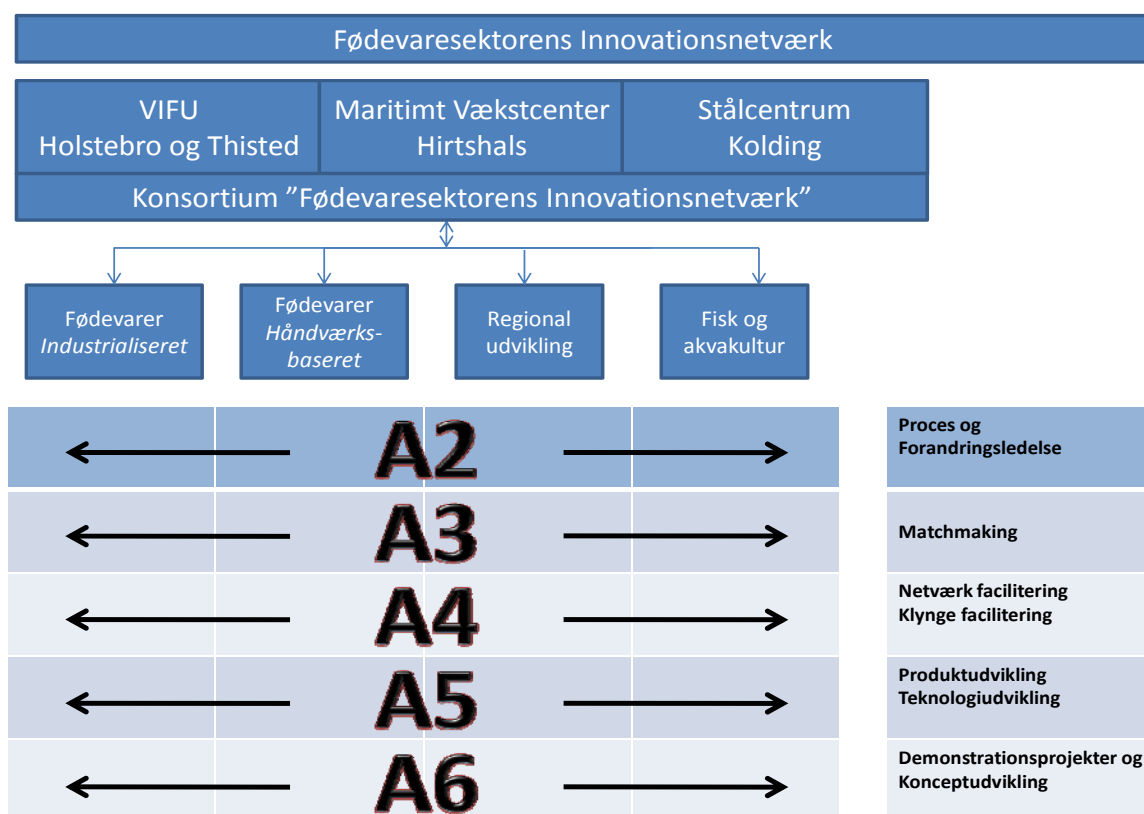 Fødevaresektorens Innovationsnetværk
VIFU
Holstebro og Thisted
Maritimt Vækstcenter
Hirtshals
Stålcentrum
Kolding
Konsortium ”Fødevaresektorens Innovationsnetværk”
Fødevarer
Industrialiseret
Fødevarer
Håndværks-
baseret
Regional
udvikling
Fisk og
akvakultur
A2
Proces og
Forandringsledelse
A3
Matchmaking
A4
Netværk facilitering
Klynge facilitering
A5
Produktudvikling
Teknologiudvikling
A6
Demonstrationsprojekter og
Konceptudvikling